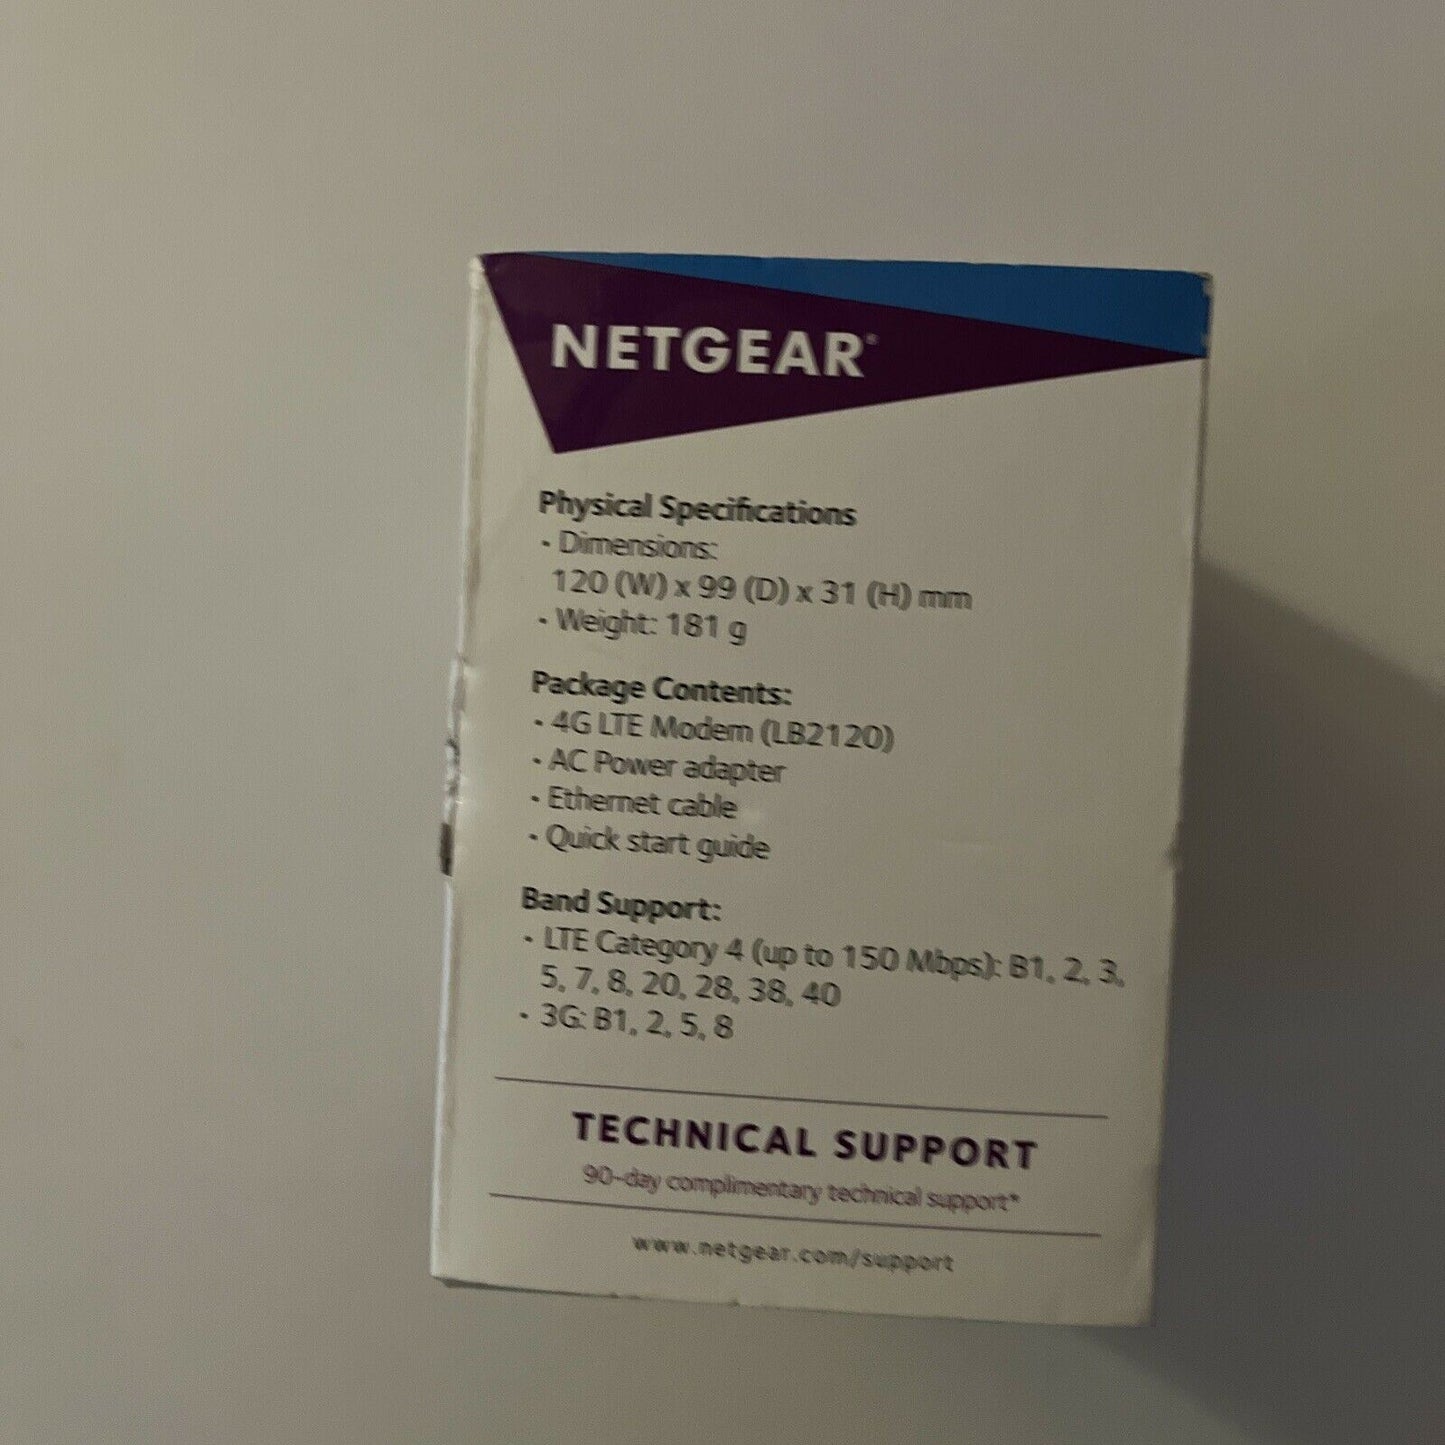 NETGEAR®
Physical Specifications
• Dimensions:
120 (W) x 99 (D) x 31 (H) mm
• Weight: 181 g
Package Contents:
• 4G LTE Modem (LB2120)
• AC Power adapter
• Ethernet cable
• Quick start guide
Band Support:
• LTE Category 4 (up to 150 Mbps): B1, 2, 3,
5, 7, 8, 20, 28, 38, 40
• 3G: B1, 2, 5, 8
TECHNICAL SUPPORT
90-day complimentary technical support*
www.netgear.com/support